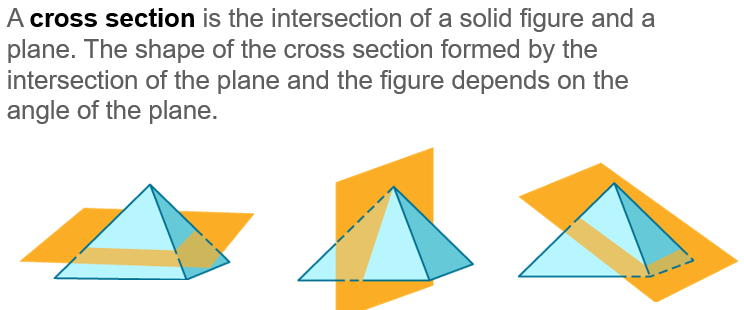 A cross section is the intersection of a solid figure and a
plane. The shape of the cross section formed by the
intersection of the plane and the figure depends on the
angle of the plane.